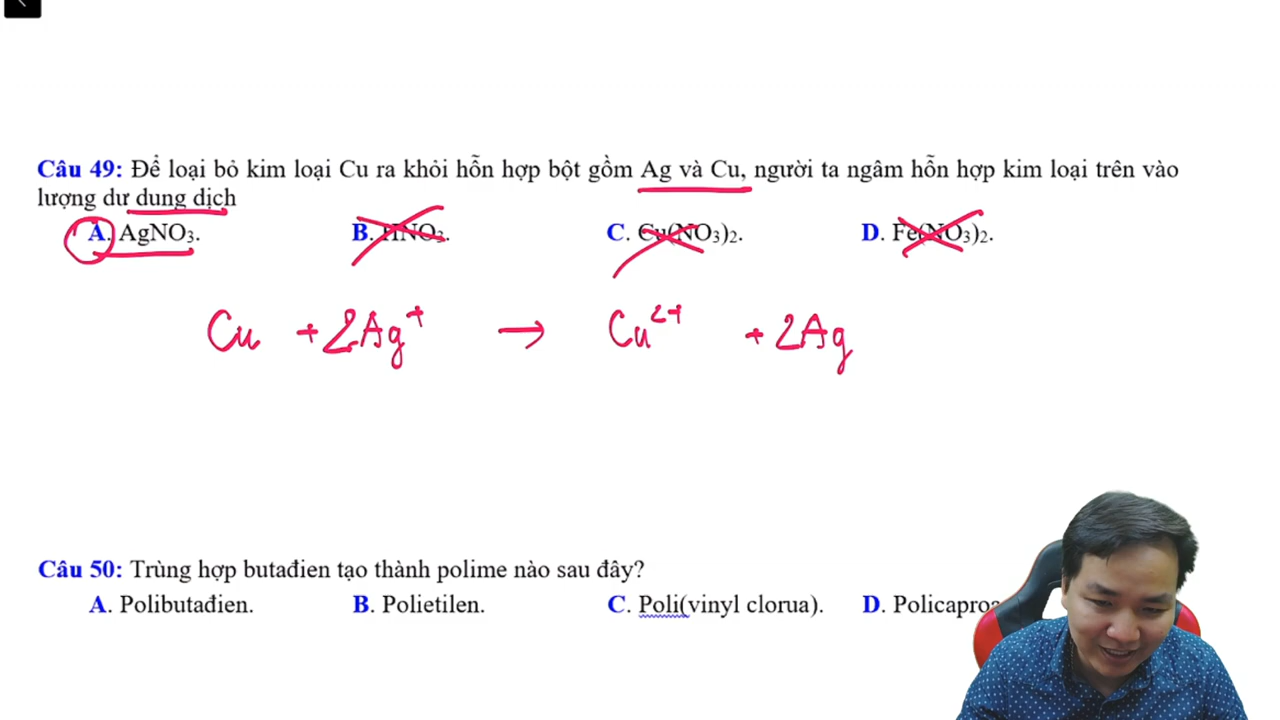 Câu 49: Để loại bỏ kim loại Cu ra khỏi hỗn hợp bột gồm Ag và Cu, người ta ngâm hỗn hợp kim loại trên vào
lượng dư dung dịch
A. AgNO₃. B. HNO₃. C. Cu(NO₃)₂. D. Fe(NO₃)₂.
Cu + 2Ag⁺ → Cu²⁺ + 2Ag
Câu 50: Trùng hợp butađien tạo thành polime nào sau đây?
A. Polibutađien. B. Polietilen. C. Poli(vinyl clorua). D.